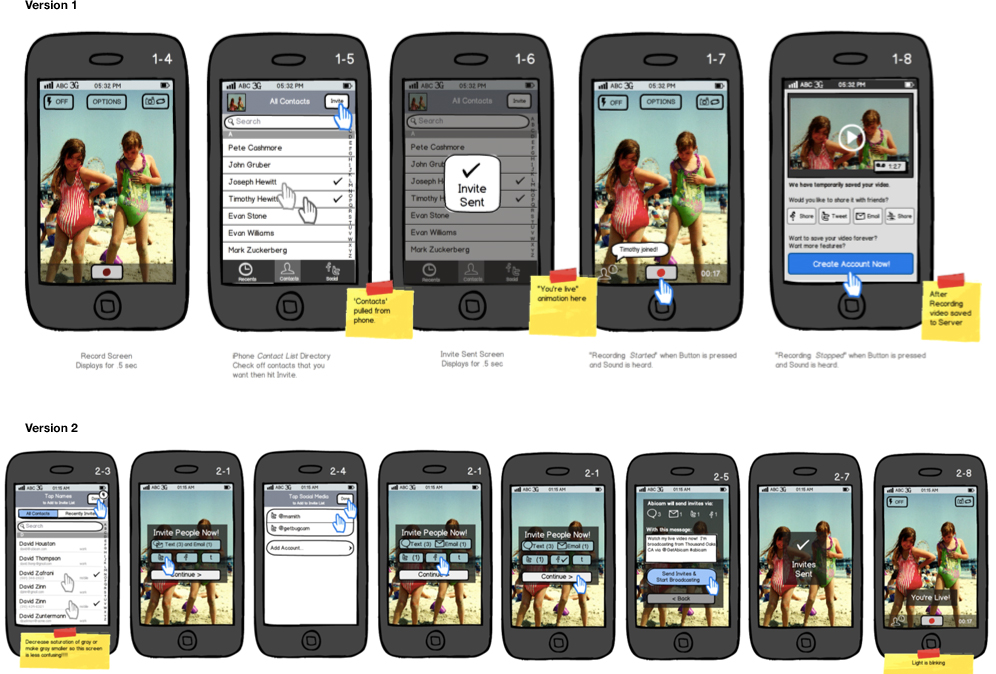 Version 1
1-4
ABC 3G 05:32 PM
OFF OPTIONS
1-5
ABC 3G 05:32 PM
All Contacts Invite
Search
A
Pete Cashmore
John Gruber
Joseph Hewitt
Timothy Hewitt
Evan Stone
Evan Williams
Mark Zuckerberg
Recents Contacts Social
1-6
ABC 3G 05:32 PM
All Contacts Invite
Search
A
Pete Cashmore
John Gru
Joseph H
Timothy H
Evan Stone
Evan Williams
Mark Zuckerberg
Invite
Sent
Recents Contacts Social
1-7
ABC 3G 05:32 PM
OFF OPTIONS
Timothy joined!
00:17
1-8
ABC 3G 05:32 PM
1:27
We have temporarily saved your video.
Would you like to share it with friends?
Share Tweet Email Share
Want to save your video forever?
Want more features?
Create Account Now!
'Contacts'
pulled from
phone.
"You're live"
animation here
After
Recording
video saved
to Server
Record Screen
Displays for .5 sec
iPhone Contact List Directory
Check off contacts that you
want then hit Invite.
Invite Sent Screen
Displays for .5 sec
"Recording Started" when Button is pressed
and Sound is heard.
"Recording Stopped" when Button is pressed
and Sound is heard.
Version 2
2-3
ABC 3G 01:15 AM
Tap Names
to Add to Invite List
All Contacts Recently Invited
Search
D
David Houston
David Thompson
David Zafrani
David Zinn
David Zinn
David Zuntermann
Decrease saturation of gray or
make gray smaller so this screen
is less confusing!!!!
2-1
ABC 3G 01:15 AM
Invite People Now!
Text (3) and Email (1)
Continue >
2-4
ABC 3G 01:15 AM
Tap Social Media
to Add to Invite List
@mamith
@getbugcam
Add Account...
2-1
ABC 3G 01:15 AM
Invite People Now!
Text (3) Email (1)
(1)
Continue
2-1
ABC 3G 01:15 AM
Invite People Now!
Text (3) Email (1)
(1)
Continue >
2-5
ABC 3G 01:15 AM
Abicam will send invites via:
3 1 1 1
With this message:
Watch my live video now! I'm
broadcasting from Thousand Oaks,
CA via @GetAbicam #abicam
Send Invites &
Start Broadcasting
< Back
2-7
ABC 3G 01:15 AM
Invites
Sent
2-8
ABC 3G 01:15 AM
You're Live!
00:17
Light is blinking